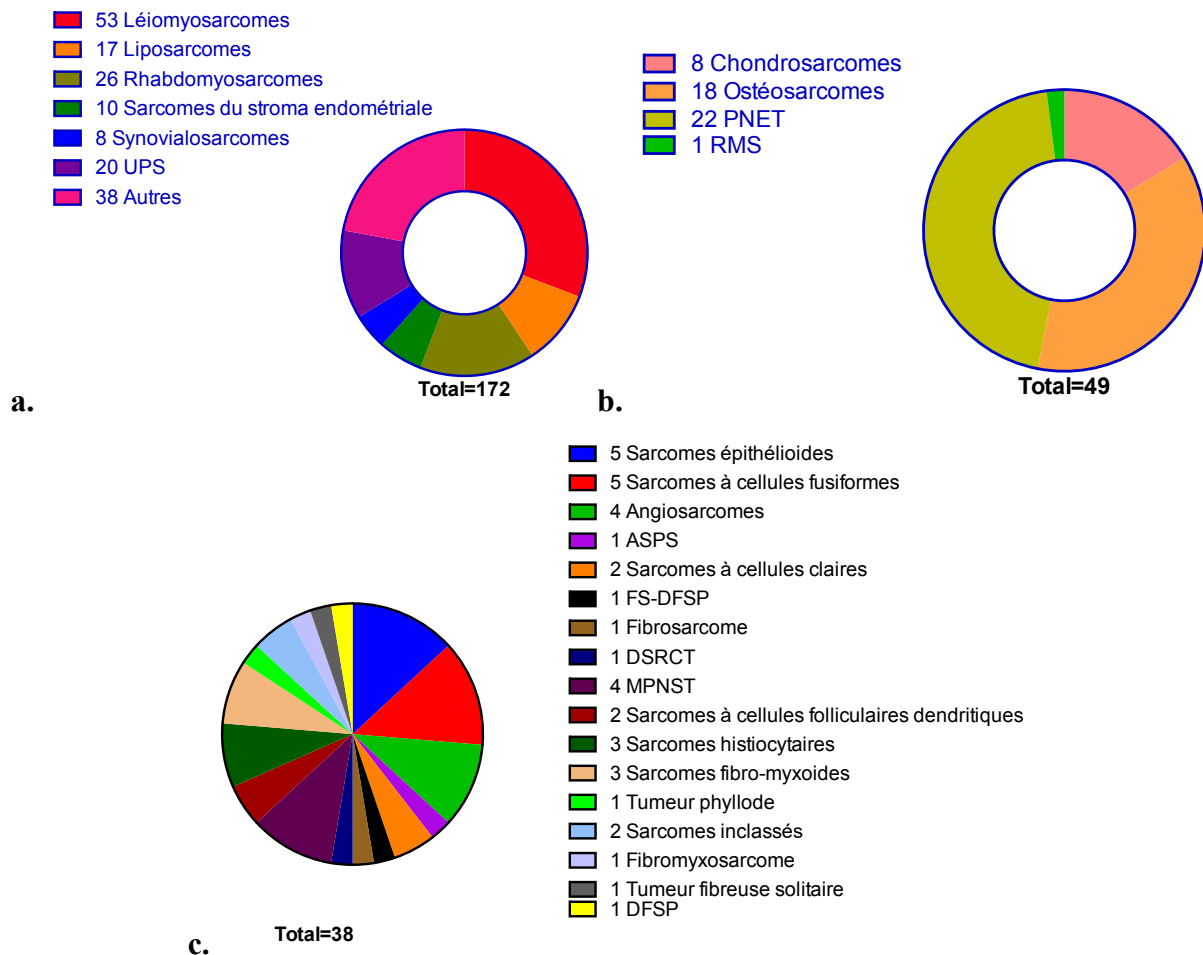 53 Léiomyosarcomes
17 Liposarcomes
26 Rhabdomyosarcomes
10 Sarcomes du stroma endométriale
8 Synovialosarcomes
20 UPS
38 Autres
Total=172
a.
8 Chondrosarcomes
18 Ostéosarcomes
22 PNET
1 RMS
Total=49
b.
5 Sarcomes épithélioides
5 Sarcomes à cellules fusiformes
4 Angiosarcomes
1 ASPS
2 Sarcomes à cellules claires
1 FS-DFSP
1 Fibrosarcome
1 DSRCT
4 MPNST
2 Sarcomes à cellules folliculaires dendritiques
3 Sarcomes histiocytaires
3 Sarcomes fibro-myxoides
1 Tumeur phyllode
2 Sarcomes inclassés
1 Fibromyxosarcome
1 Tumeur fibreuse solitaire
1 DFSP
Total=38
c.